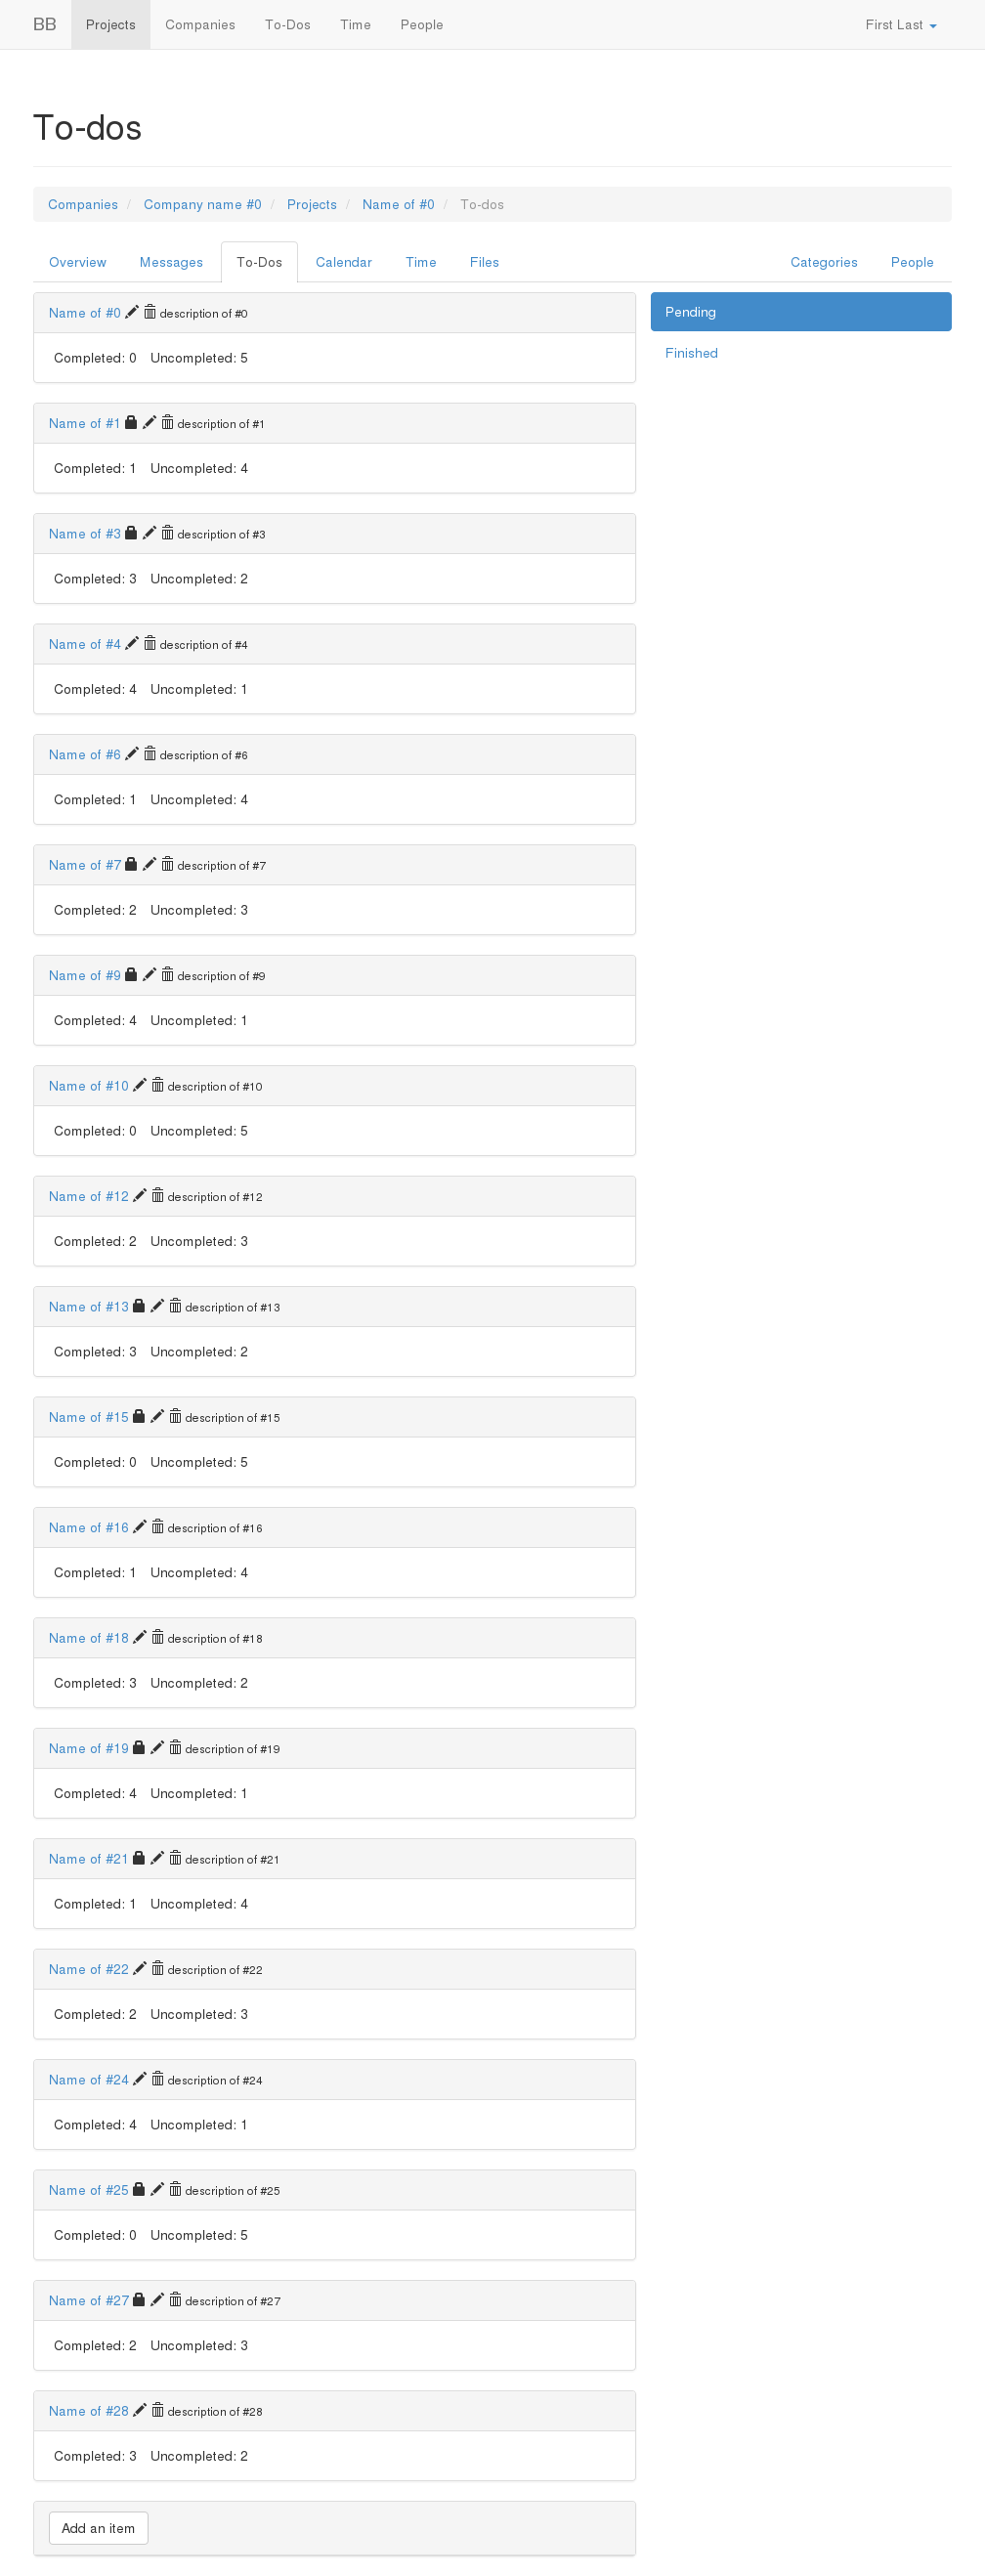 BB Projects Companies To-Dos Time People First Last
To-dos
Companies / Company name #0 / Projects / Name of #0 / To-dos
Overview Messages To-Dos Calendar Time Files Categories People
Name of #0 description of #0
Pending
Completed: 0 Uncompleted: 5
Finished
Name of #1 description of #1
Completed: 1 Uncompleted: 4
Name of #3 description of #3
Completed: 3 Uncompleted: 2
Name of #4 description of #4
Completed: 4 Uncompleted: 1
Name of #6 description of #6
Completed: 1 Uncompleted: 4
Name of #7 description of #7
Completed: 2 Uncompleted: 3
Name of #9 description of #9
Completed: 4 Uncompleted: 1
Name of #10 description of #10
Completed: 0 Uncompleted: 5
Name of #12 description of #12
Completed: 2 Uncompleted: 3
Name of #13 description of #13
Completed: 3 Uncompleted: 2
Name of #15 description of #15
Completed: 0 Uncompleted: 5
Name of #16 description of #16
Completed: 1 Uncompleted: 4
Name of #18 description of #18
Completed: 3 Uncompleted: 2
Name of #19 description of #19
Completed: 4 Uncompleted: 1
Name of #21 description of #21
Completed: 1 Uncompleted: 4
Name of #22 description of #22
Completed: 2 Uncompleted: 3
Name of #24 description of #24
Completed: 4 Uncompleted: 1
Name of #25 description of #25
Completed: 0 Uncompleted: 5
Name of #27 description of #27
Completed: 2 Uncompleted: 3
Name of #28 description of #28
Completed: 3 Uncompleted: 2
Add an item